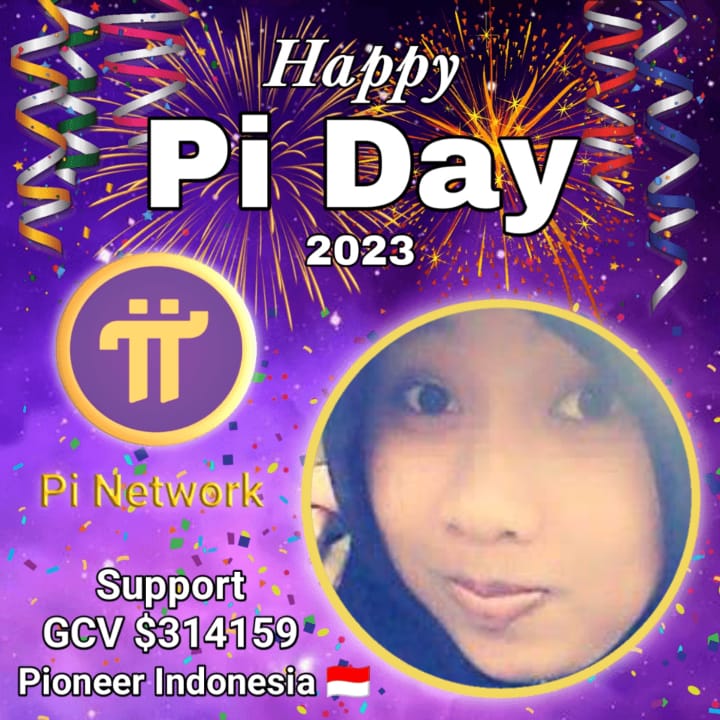 Happy
Pi Day
2023
Pi Network
Support
GCV $314159
Pioneer Indonesia 🇮🇩